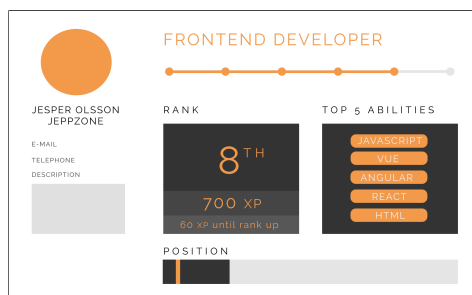 FRONTEND DEVELOPER
JESPER OLSSON
JEPPZONE
E-MAIL
TELEPHONE
DESCRIPTION
RANK
8TH
700 XP
60 XP until rank up
TOP 5 ABILITIES
JAVASCRIPT
VUE
ANGULAR
REACT
HTML
POSITION